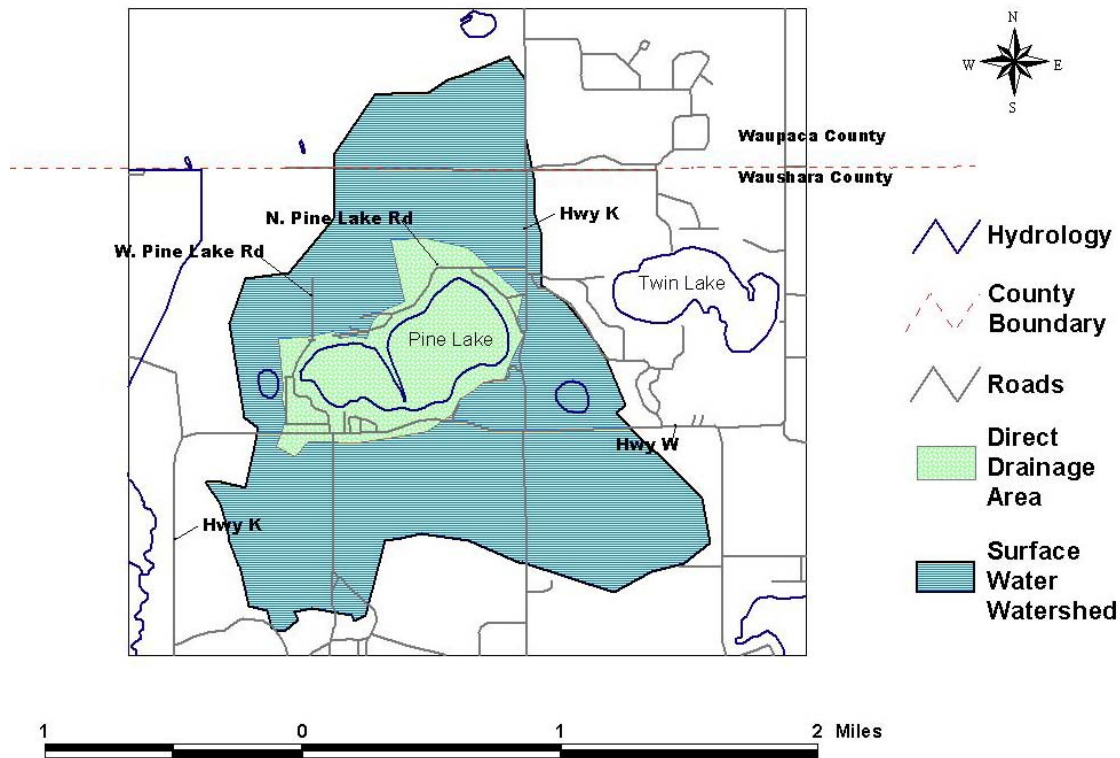 N
W
E
S
Waupaca County
Waushara County
N. Pine Lake Rd
Hwy K
W. Pine Lake Rd
Twin Lake
Pine Lake
Hwy W
Hwy K
Hydrology
County
Boundary
Roads
Direct
Drainage
Area
Surface
Water
Watershed
1 0 1 2 Miles